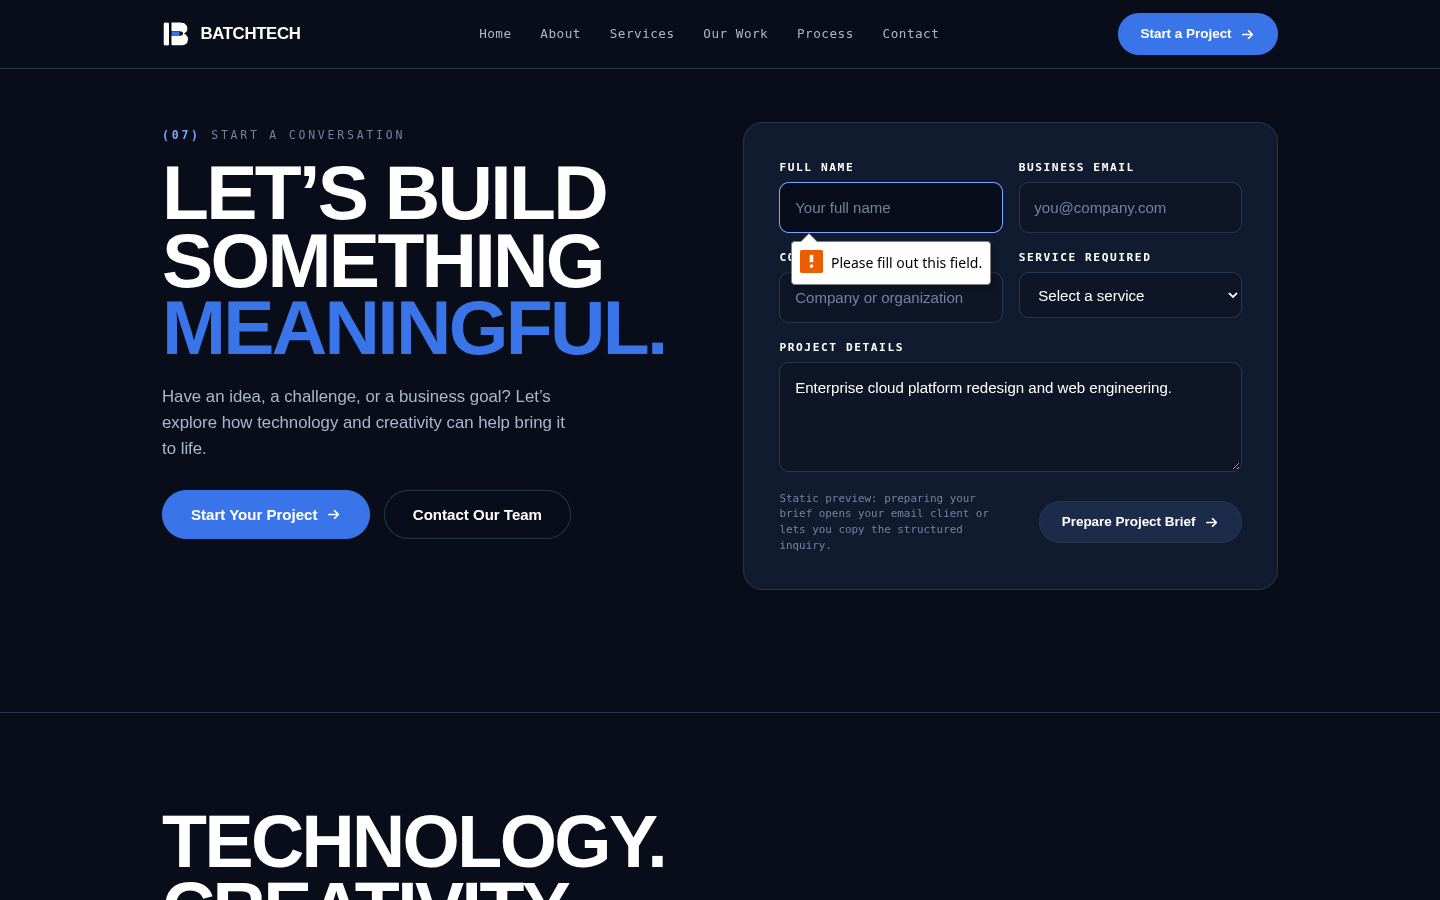 BATCHTECH
Home About Services Our Work Process Contact
Start a Project
(07) START A CONVERSATION
LET’S BUILD
SOMETHING
MEANINGFUL.
Have an idea, a challenge, or a business goal? Let’s
explore how technology and creativity can help bring it
to life.
Start Your Project
Contact Our Team
FULL NAME
Your full name
BUSINESS EMAIL
you@company.com
Please fill out this field.
CO
Company or organization
SERVICE REQUIRED
Select a service
PROJECT DETAILS
Enterprise cloud platform redesign and web engineering.
Static preview: preparing your
brief opens your email client or
lets you copy the structured
inquiry.
Prepare Project Brief
TECHNOLOGY.
CREATIVITY